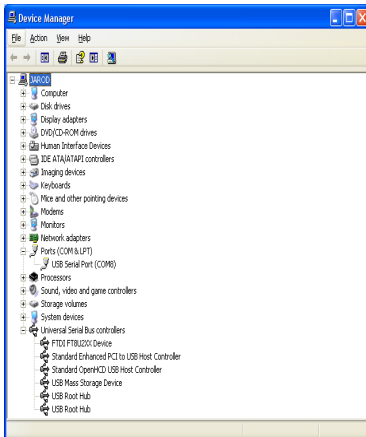 Device Manager
File Action View Help
JAROD
Computer
Disk drives
Display adapters
DVD/CD-ROM drives
Human Interface Devices
IDE ATA/ATAPI controllers
Imaging devices
Keyboards
Mice and other pointing devices
Modems
Monitors
Network adapters
Ports (COM & LPT)
USB Serial Port (COM8)
Processors
Sound, video and game controllers
Storage volumes
System devices
Universal Serial Bus controllers
FTDI FT8U2XX Device
Standard Enhanced PCI to USB Host Controller
Standard OpenHCD USB Host Controller
USB Mass Storage Device
USB Root Hub
USB Root Hub